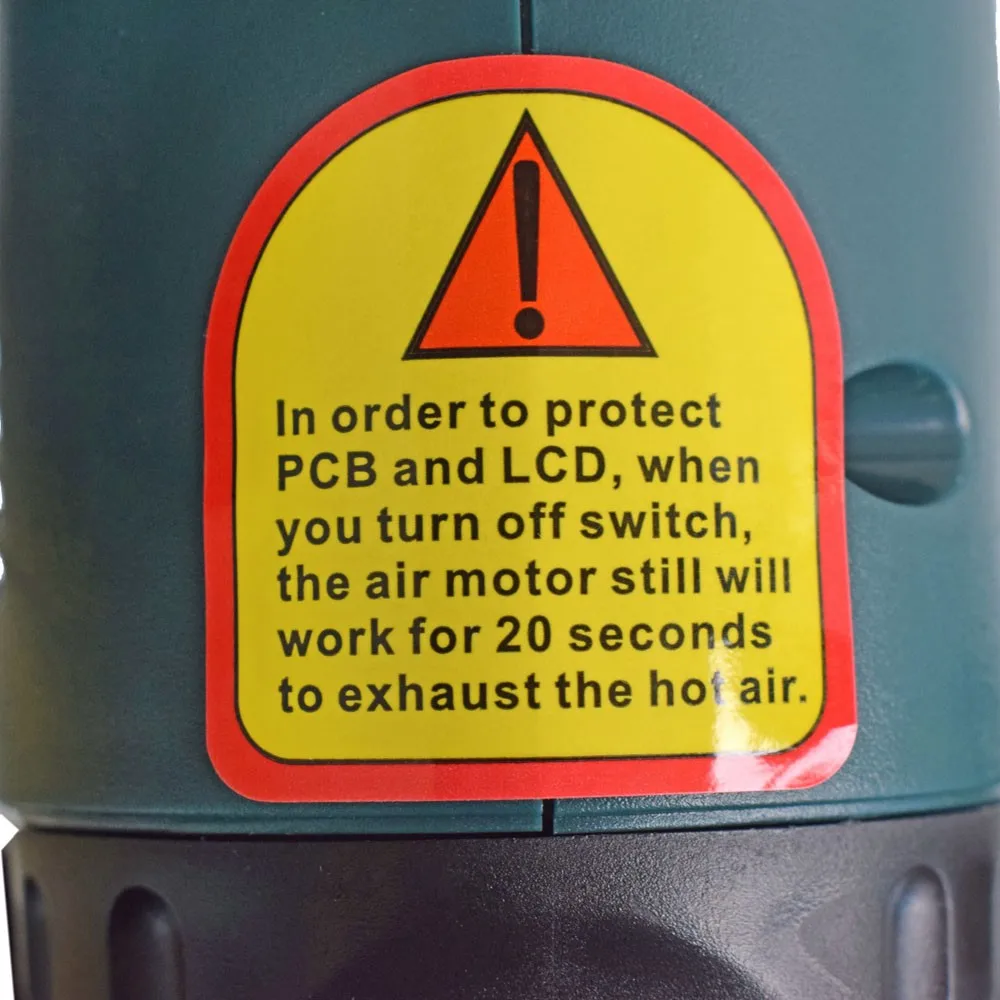 In order to protect
PCB and LCD, when
you turn off switch,
the air motor still will
work for 20 seconds
to exhaust the hot air.